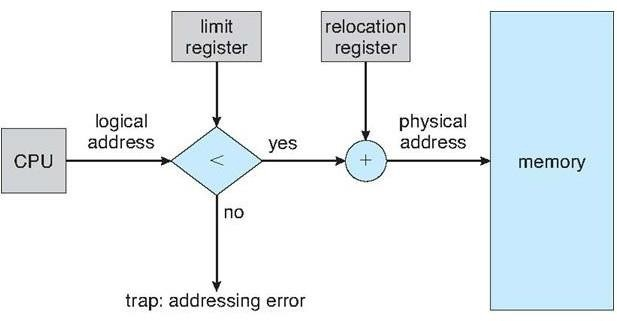 limit
register
relocation
register
logical
address
physical
address
CPU
<
yes
+
memory
no
trap: addressing error